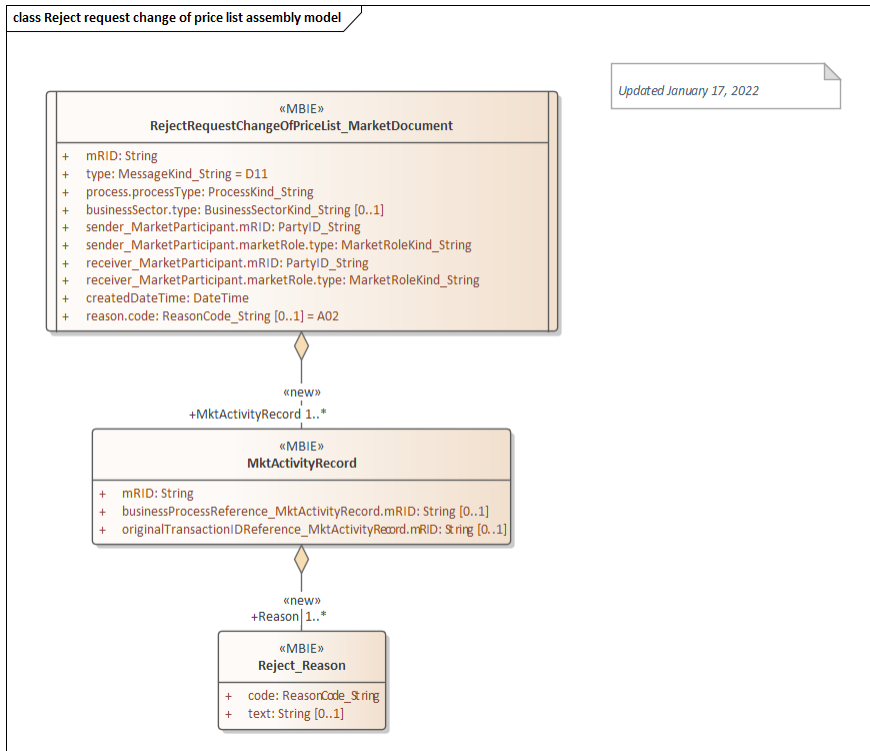 class Reject request change of price list assembly model
Updated January 17, 2022
«MBIE»
RejectRequestChangeOfPriceList_MarketDocument
+ mRID: String
+ type: MessageKind_String = D11
+ process.processType: ProcessKind_String
+ businessSector.type: BusinessSectorKind_String [0..1]
+ sender_MarketParticipant.mRID: PartyID_String
+ sender_MarketParticipant.marketRole.type: MarketRoleKind_String
+ receiver_MarketParticipant.mRID: PartyID_String
+ receiver_MarketParticipant.marketRole.type: MarketRoleKind_String
+ createdDateTime: DateTime
+ reason.code: ReasonCode_String [0..1] = A02
«new»
+MktActivityRecord 1..*
«MBIE»
MktActivityRecord
+ mRID: String
+ businessProcessReference_MktActivityRecord.mRID: String [0..1]
+ originalTransactionIDReference_MktActivityRecord.mRID: String [0..1]
«new»
+Reason 1..*
«MBIE»
Reject_Reason
+ code: ReasonCode_String
+ text: String [0..1]